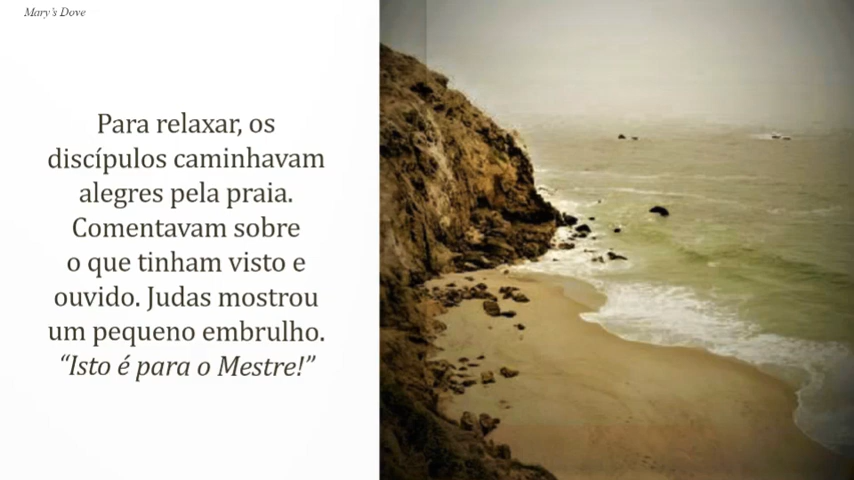 Mary's Dove
Para relaxar, os
discípulos caminhavam
alegres pela praia.
Comentavam sobre
o que tinham visto e
ouvido. Judas mostrou
um pequeno embrulho.
“Isto é para o Mestre!”